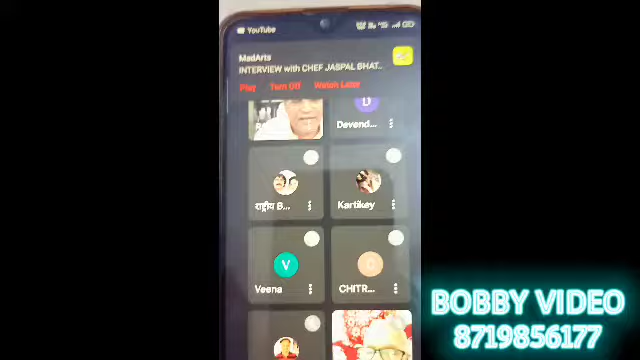 YouTube
MadArts
INTERVIEW with CHEF JASPAL BHAT..
Play Turn Off Watch Later
D
Devend...
राष्ट्रीय B...
Kartikey
V
Veena
C
CHITR...
BOBBY VIDEO
8719856177